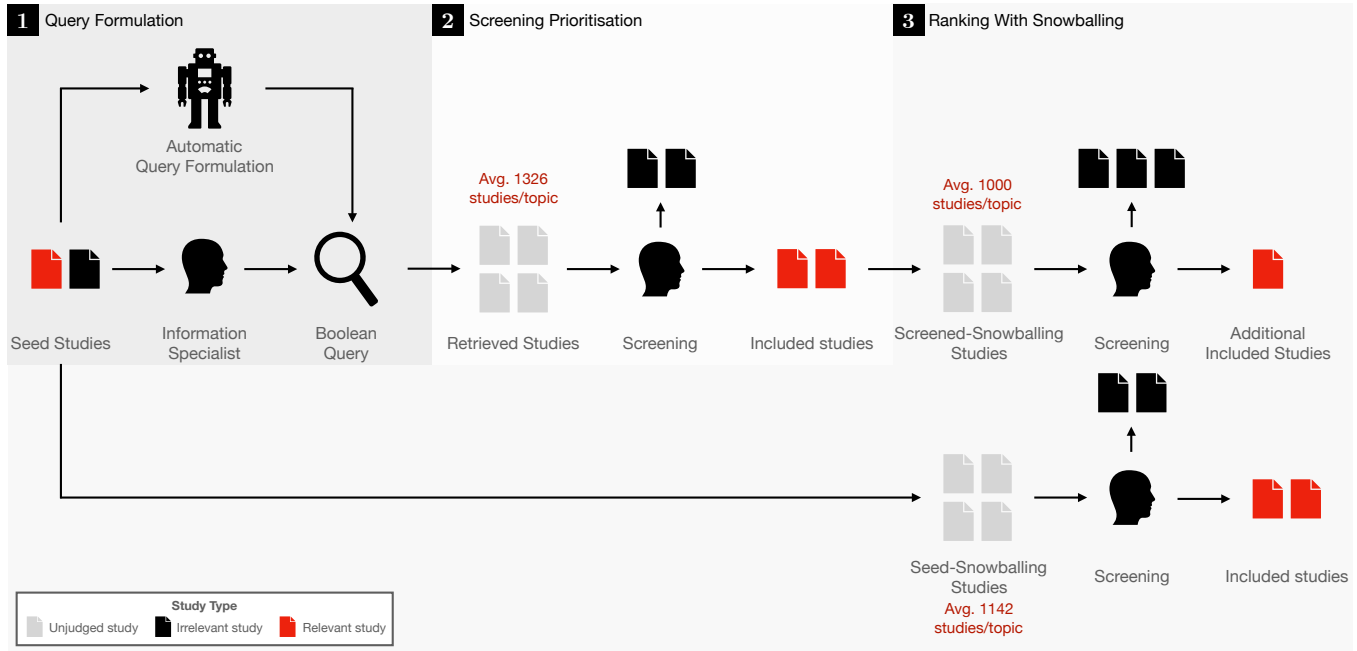 1 Query Formulation
Automatic
Query Formulation
Seed Studies
Information
Specialist
Boolean
Query
2 Screening Prioritisation
Avg. 1326
studies/topic
Retrieved Studies
Screening
Included studies
3 Ranking With Snowballing
Avg. 1000
studies/topic
Screened-Snowballing
Studies
Screening
Additional
Included Studies
Seed-Snowballing
Studies
Avg. 1142
studies/topic
Screening
Included studies
Study Type
Unjudged study
Irrelevant study
Relevant study